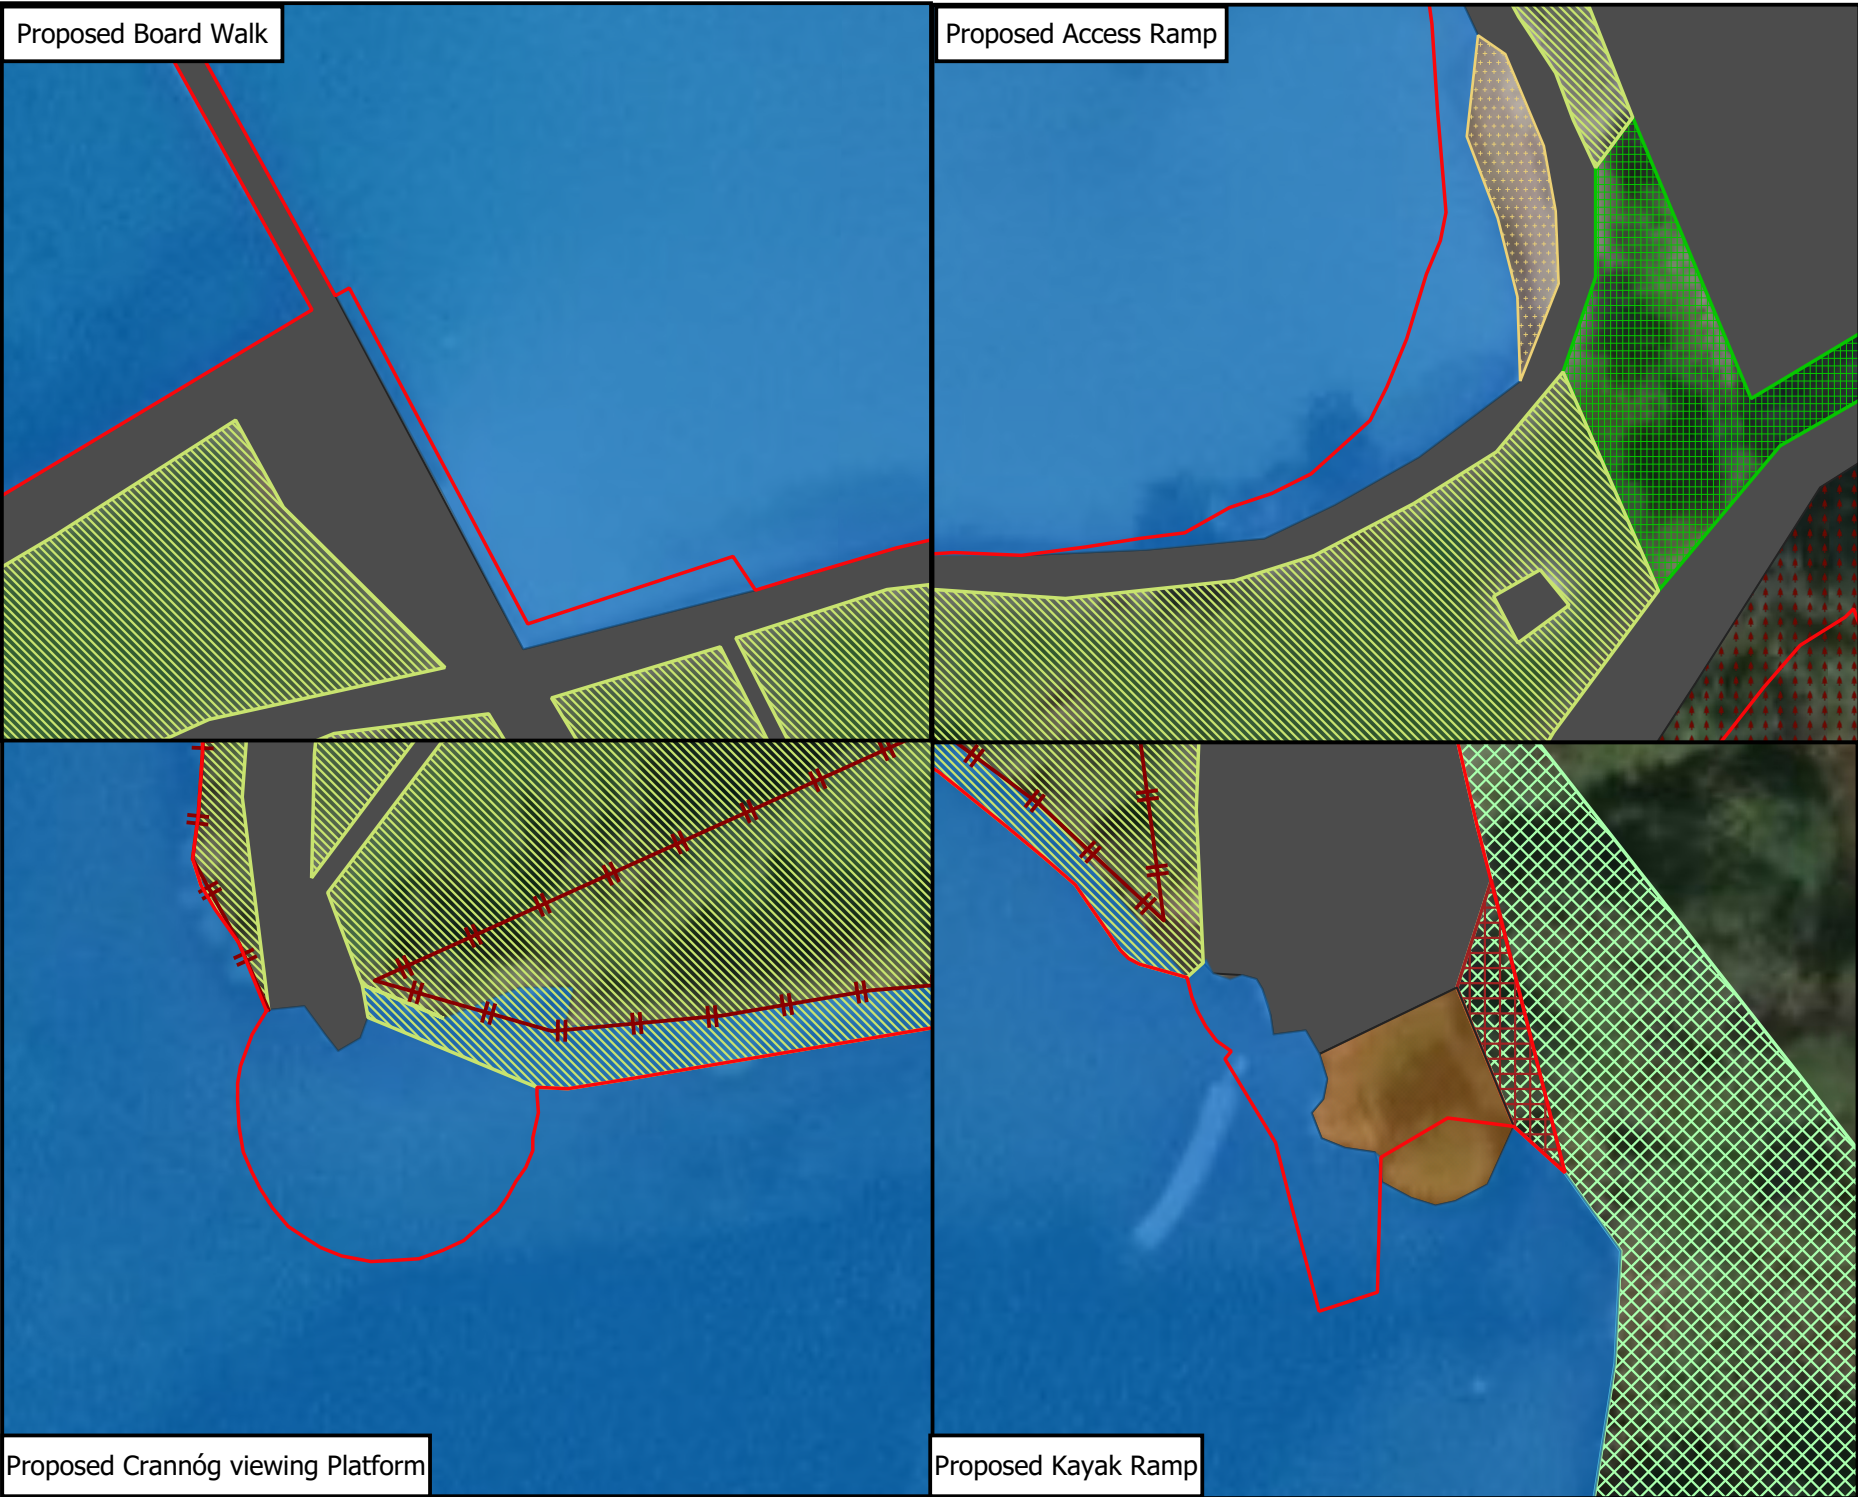 Proposed Board Walk
Proposed Access Ramp
Proposed Crannóg viewing Platform
Proposed Kayak Ramp